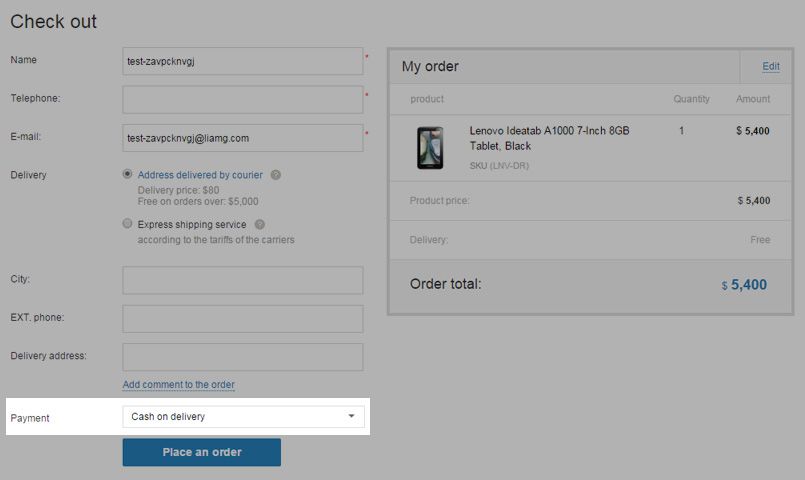 Check out
Name
test-zavpcknvgj
*
Telephone:
*
E-mail:
test-zavpcknvgj@liamg.com
*
Delivery
Address delivered by courier ?
Delivery price: $80
Free on orders over: $5,000
Express shipping service ?
according to the tariffs of the carriers
City:
EXT. phone:
Delivery address:
Add comment to the order
Payment
Cash on delivery
Place an order
My order
Edit
product Quantity Amount
Lenovo Ideatab A1000 7-Inch 8GB 1 $ 5,400
Tablet, Black
SKU (LNV-DR)
Product price: $ 5,400
Delivery: Free
Order total: $ 5,400